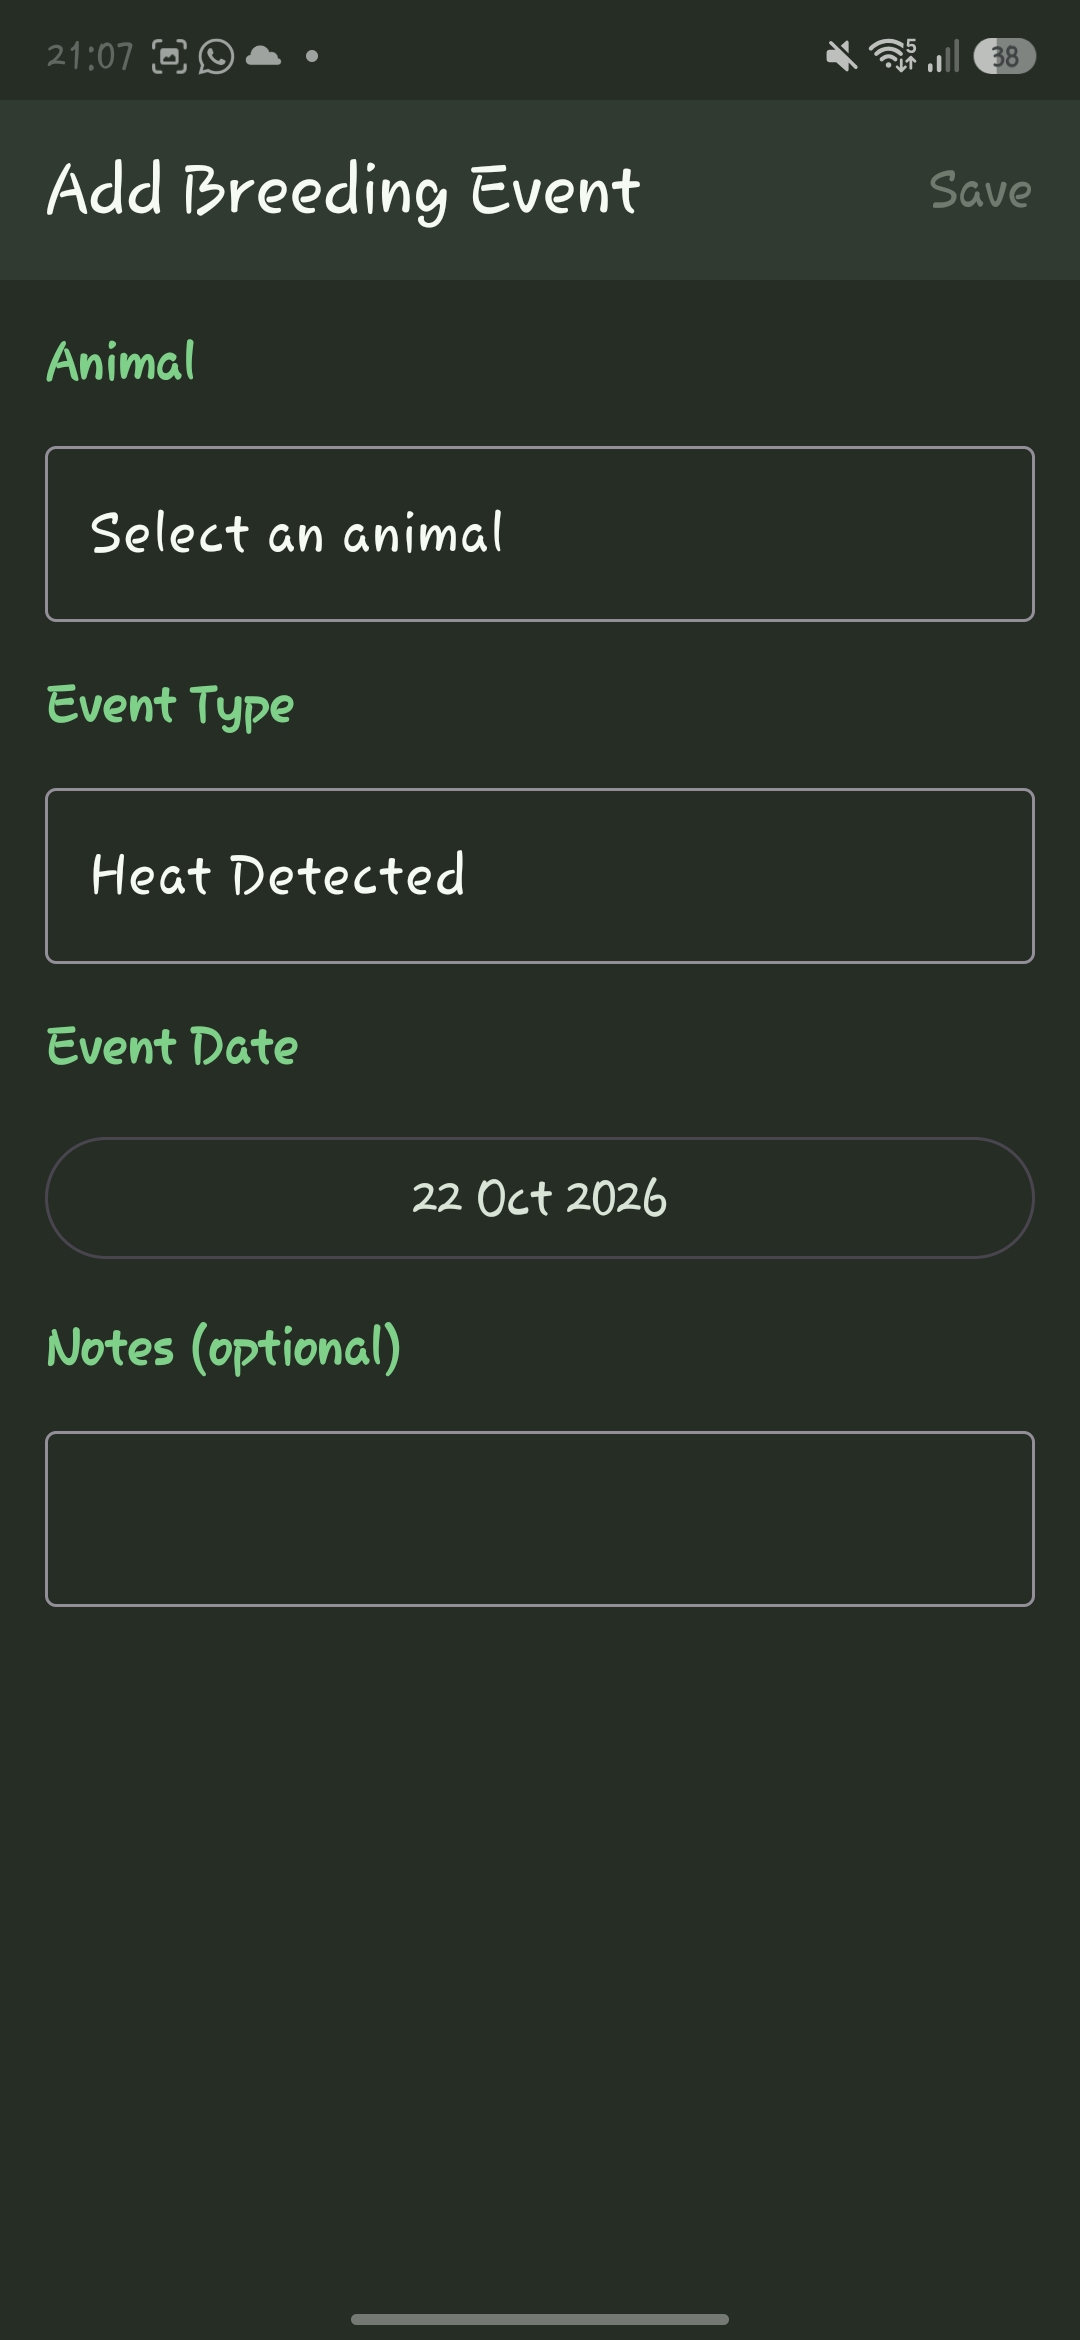 21:07
5
38
Add Breeding Event
Save
Animal
Select an animal
Event Type
Heat Detected
Event Date
22 Oct 2026
Notes (optional)